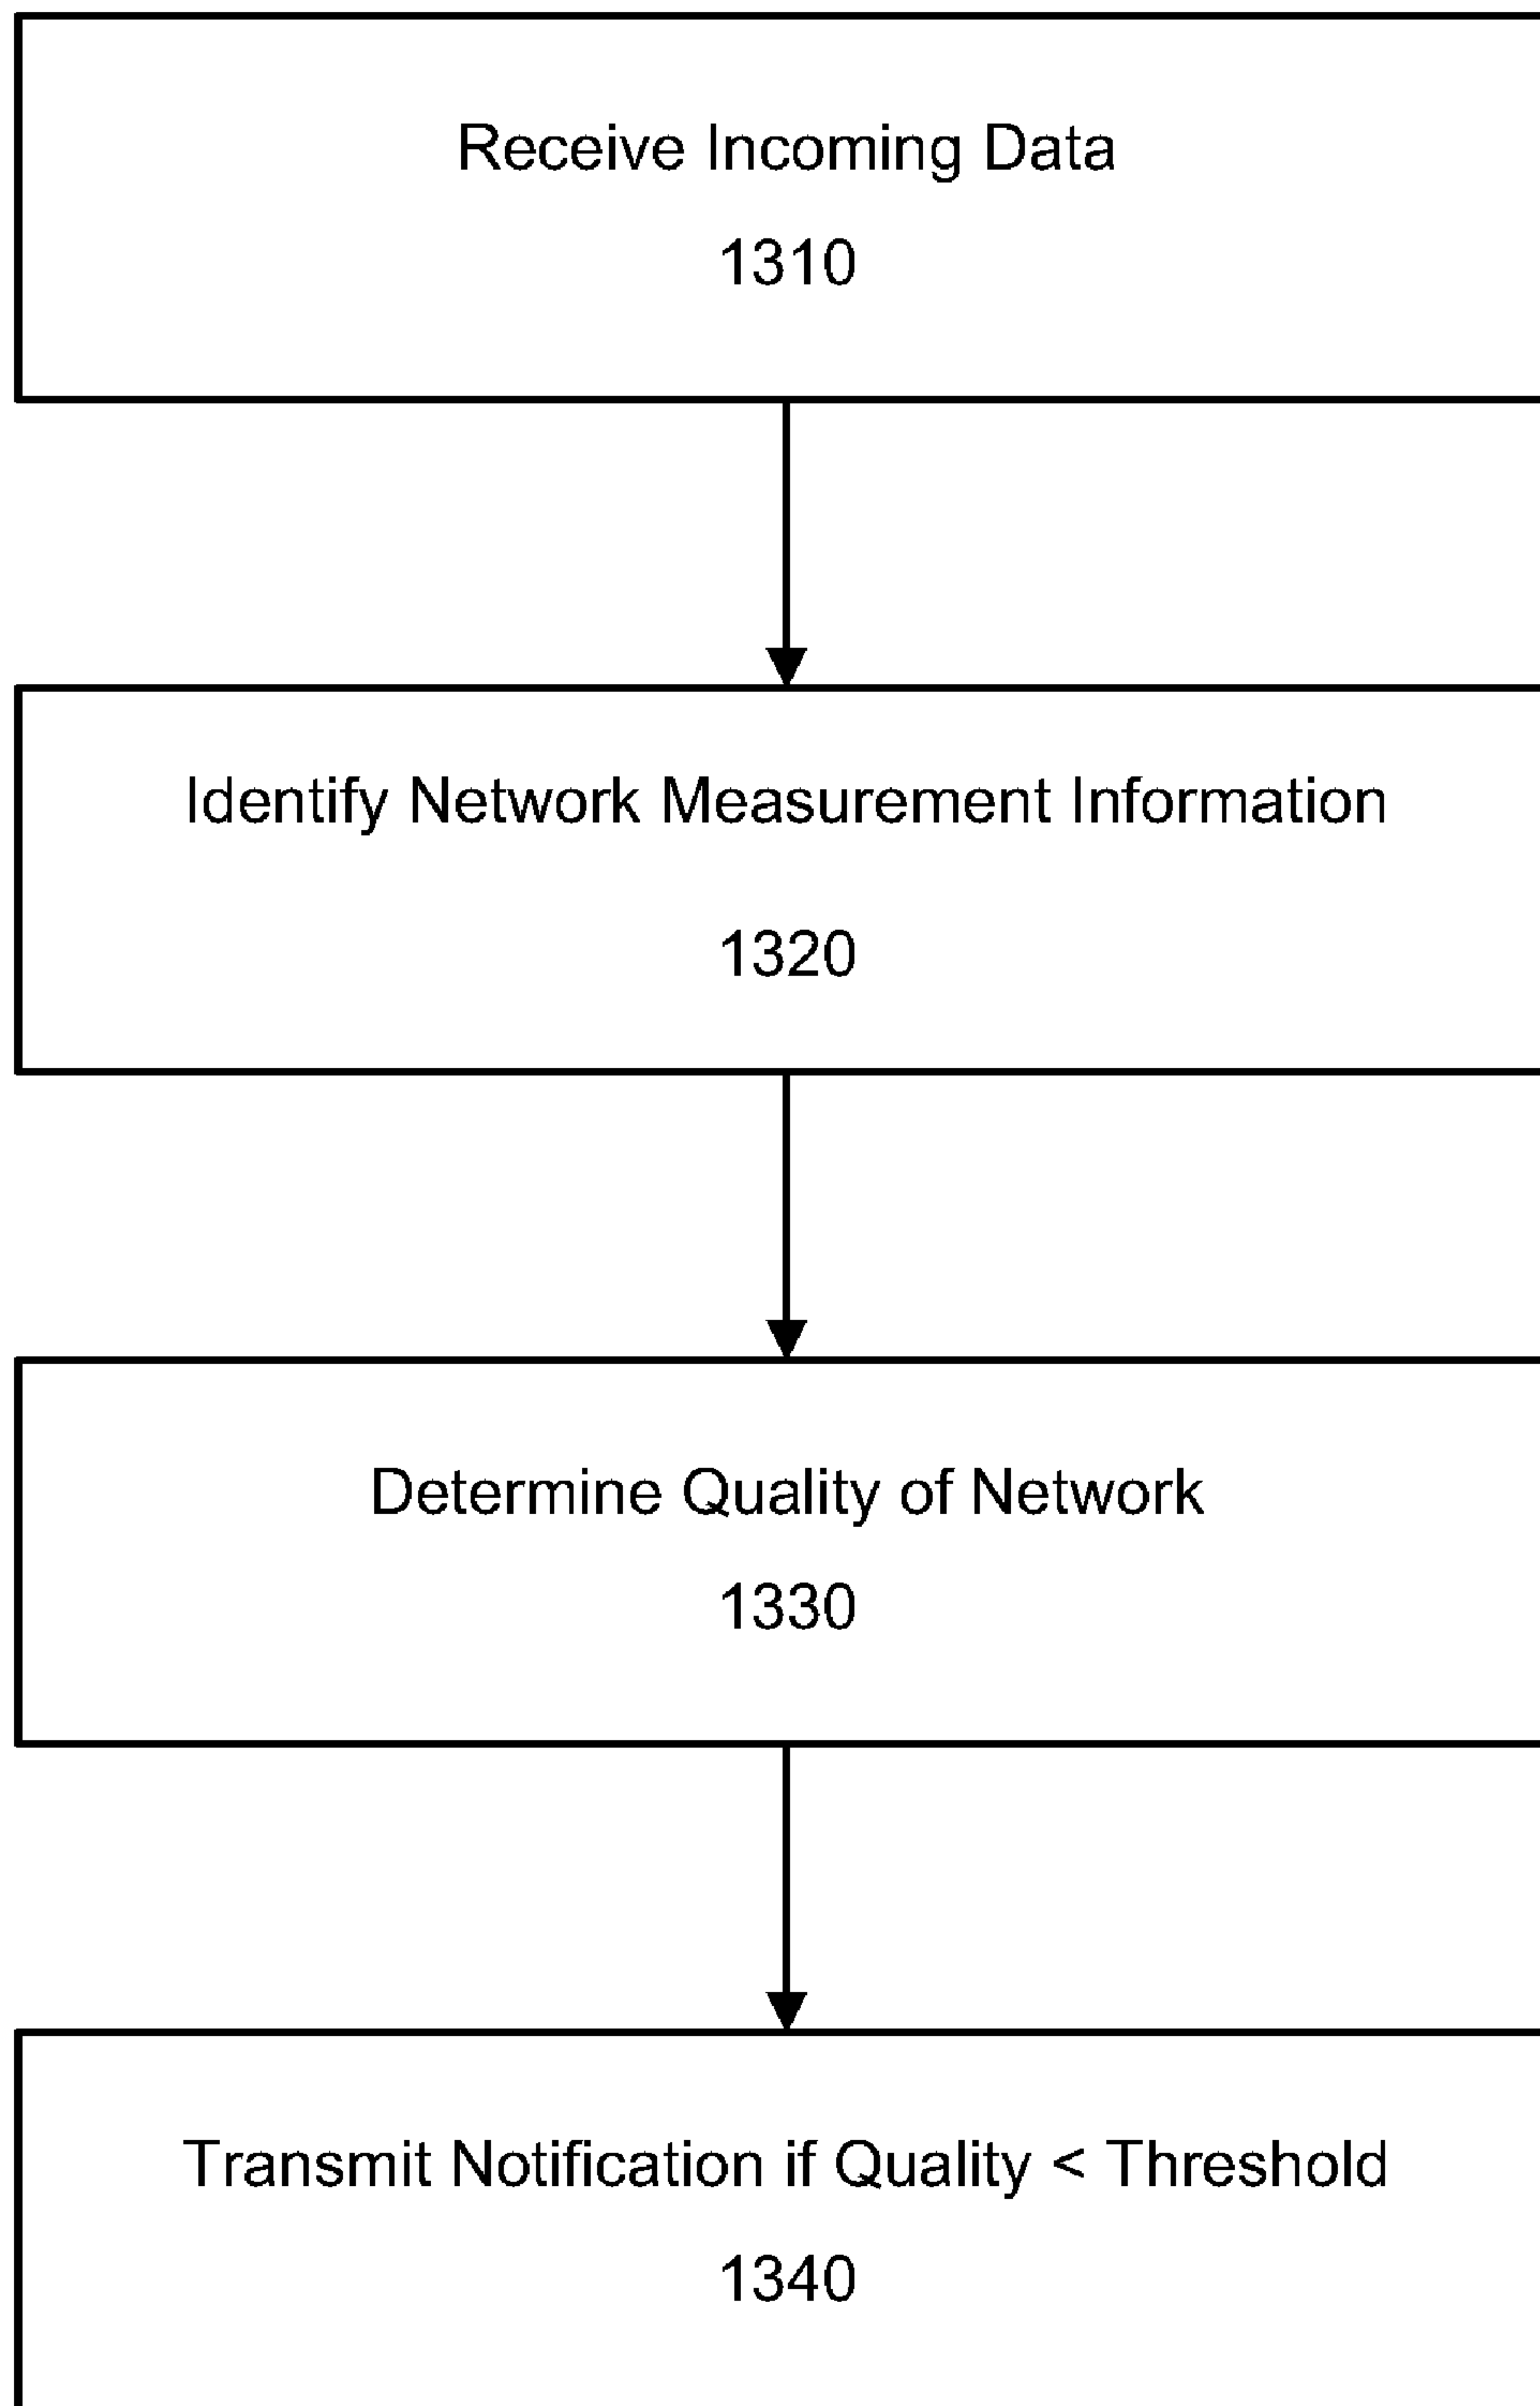 Receive Incoming Data
1310
Identify Network Measurement Information
1320
Determine Quality of Network
1330
Transmit Notification if Quality < Threshold
1340